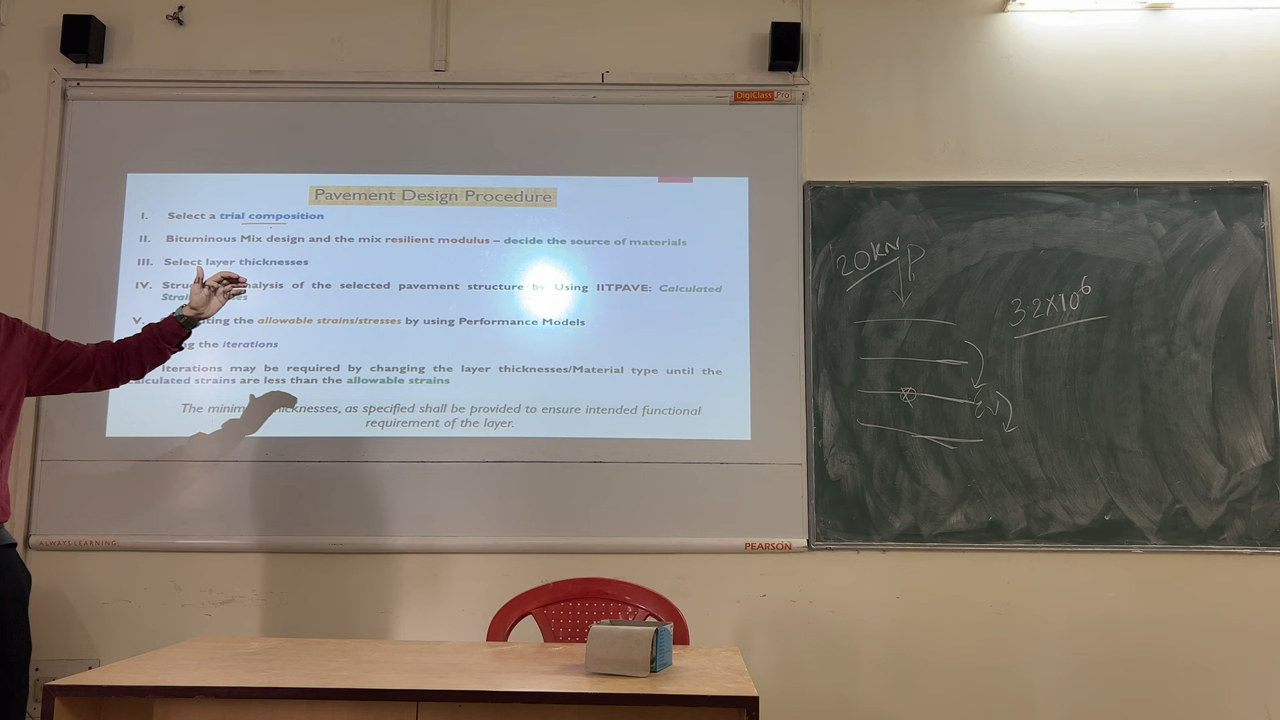 DigiClass Pro
Pavement Design Procedure
I. Select a trial composition
II. Bituminous Mix design and the mix resilient modulus – decide the source of materials
III. Select layer thicknesses
IV. analysis of the selected pavement structure by Using IITPAVE: Calculated
V. the allowable strains/stresses by using Performance Models
the iterations
Iterations may be required by changing the layer thicknesses/Material type until the
calculated strains are less than the allowable strains
The thicknesses, as specified shall be provided to ensure intended functional
requirement of the layer.
ALWAYS LEARNING
PEARSON
20kN P
32X10⁶
εv